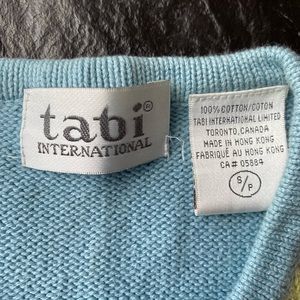 tabi®
INTERNATIONAL
100% COTTON/COTON
TABI INTERNATIONAL LIMITED
TORONTO, CANADA
MADE IN HONG KONG
FABRIQUÉ AU HONG KONG
CA# 05884
S/P